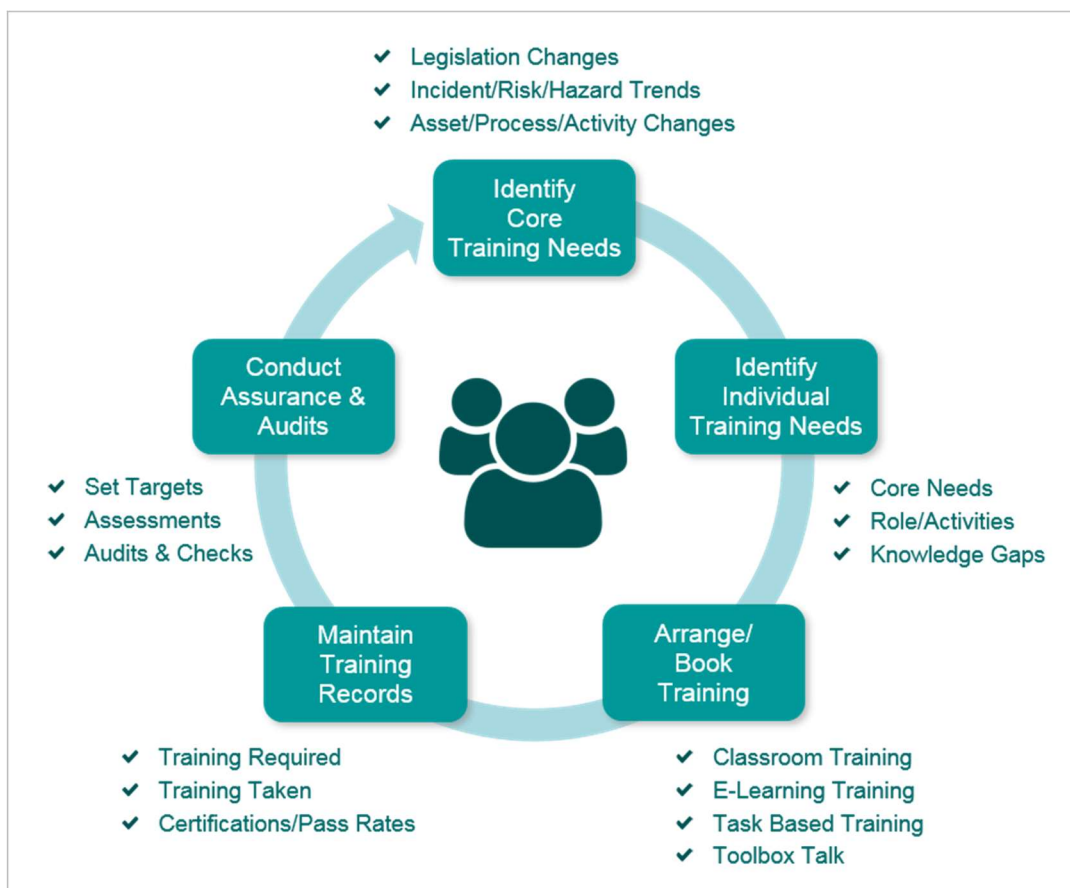 Legislation Changes
Incident/Risk/Hazard Trends
Asset/Process/Activity Changes
Identify
Core
Training Needs
Identify
Individual
Training Needs
Core Needs
Role/Activities
Knowledge Gaps
Arrange/
Book
Training
Classroom Training
E-Learning Training
Task Based Training
Toolbox Talk
Maintain
Training
Records
Training Required
Training Taken
Certifications/Pass Rates
Conduct
Assurance &
Audits
Set Targets
Assessments
Audits & Checks